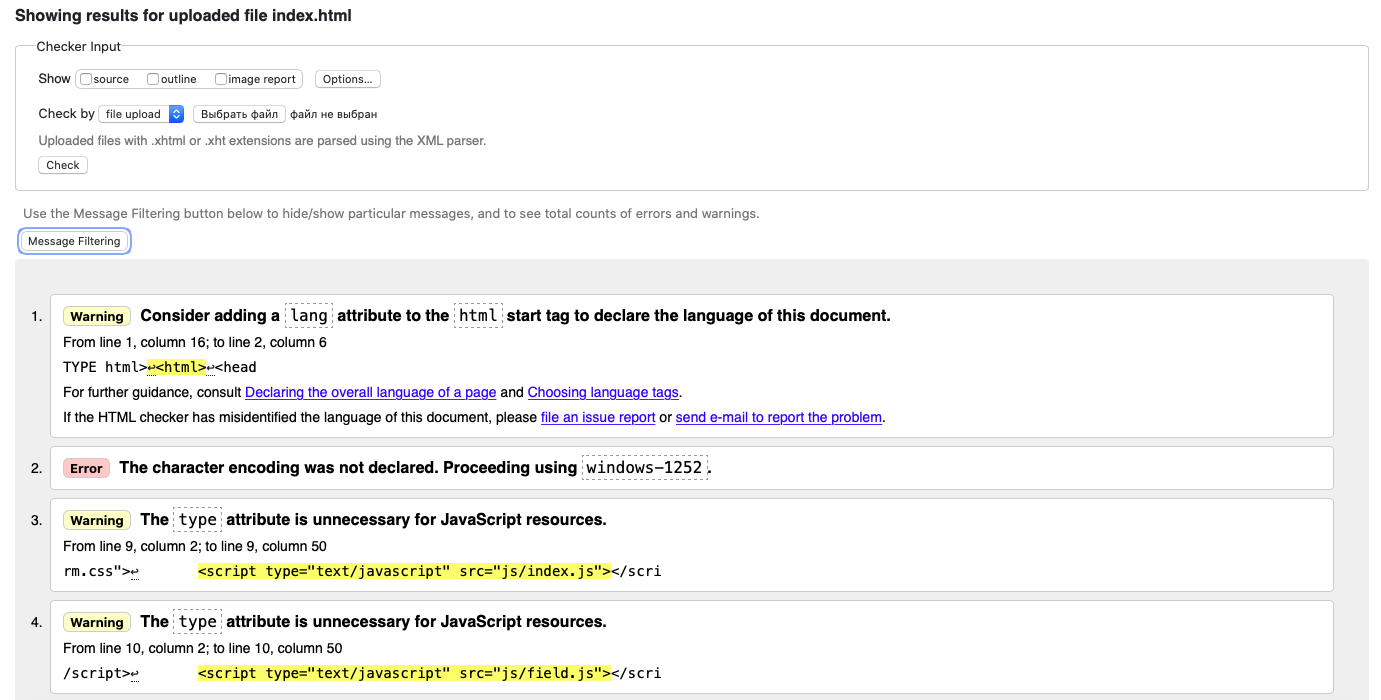 Showing results for uploaded file index.html
Checker Input
Show source outline image report Options...
Check by file upload Выбрать файл файл не выбран
Uploaded files with .xhtml or .xht extensions are parsed using the XML parser.
Check
Use the Message Filtering button below to hide/show particular messages, and to see total counts of errors and warnings.
Message Filtering
1. Warning Consider adding a lang attribute to the html start tag to declare the language of this document.
From line 1, column 16; to line 2, column 6
TYPE html>↩<html>↩<head
For further guidance, consult Declaring the overall language of a page and Choosing language tags.
If the HTML checker has misidentified the language of this document, please file an issue report or send e-mail to report the problem.
2. Error The character encoding was not declared. Proceeding using windows-1252.
3. Warning The type attribute is unnecessary for JavaScript resources.
From line 9, column 2; to line 9, column 50
rm.css">↩ <script type="text/javascript" src="js/index.js"></scri
4. Warning The type attribute is unnecessary for JavaScript resources.
From line 10, column 2; to line 10, column 50
/script>↩ <script type="text/javascript" src="js/field.js"></scri